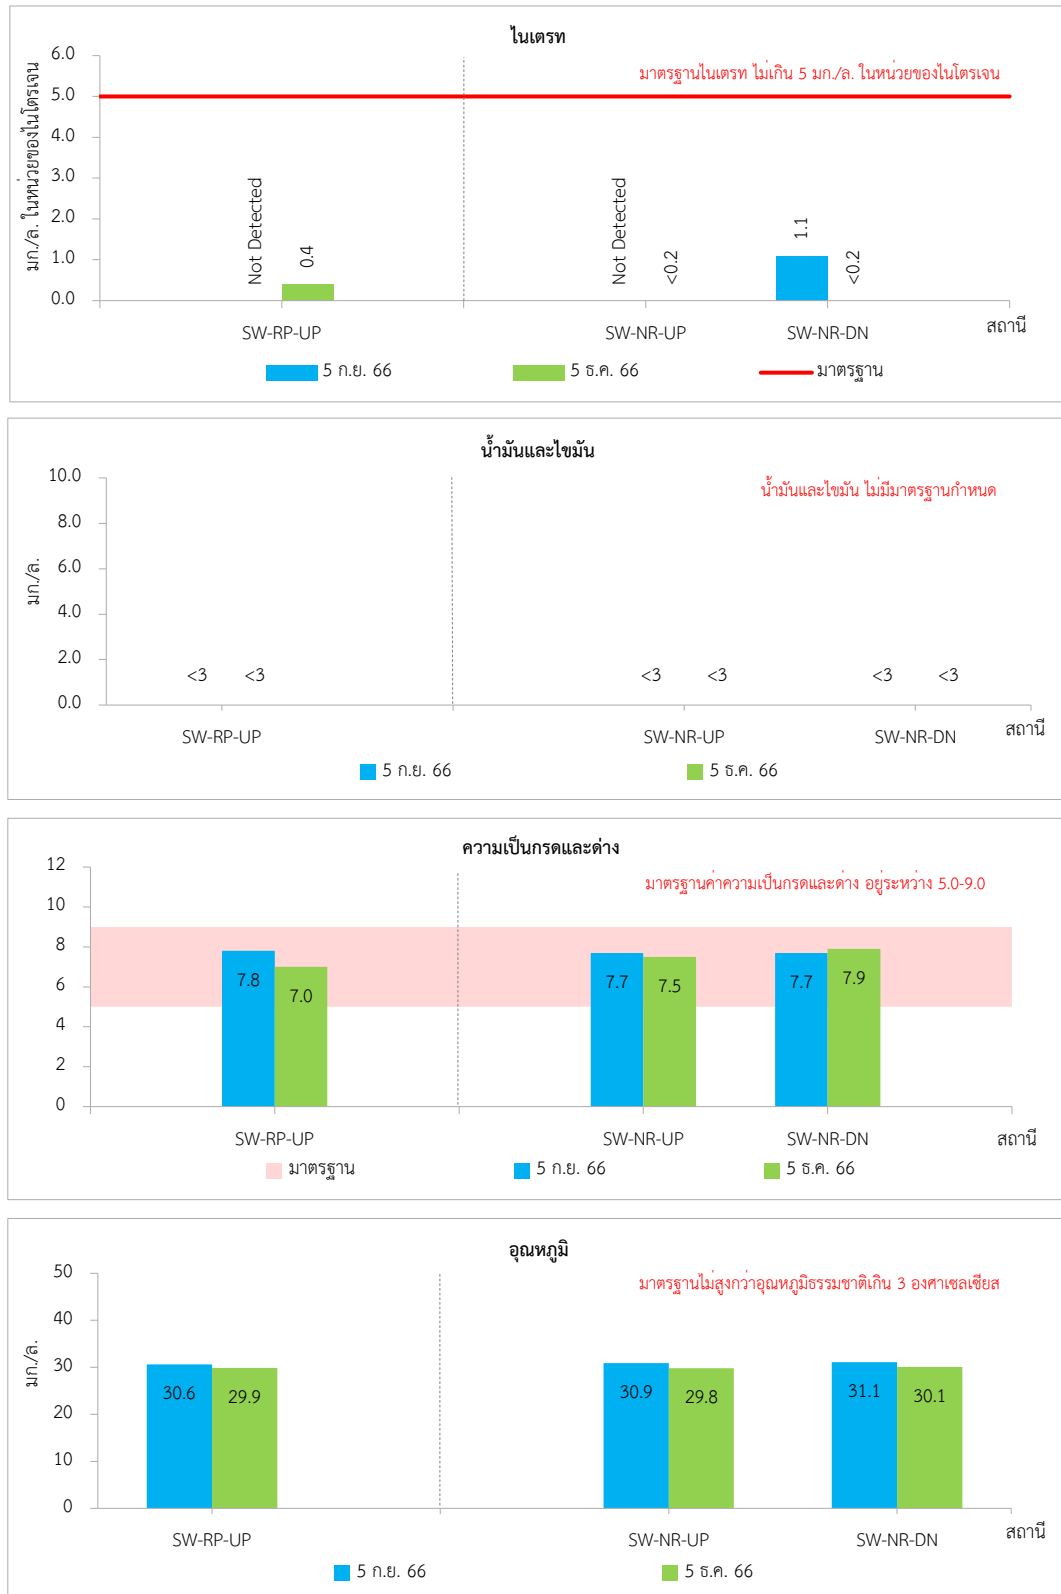 ไนเตรท
มาตรฐานไนเตรท ไม่เกิน 5 มก./ล. ในหน่วยของไนโตรเจน
มก./ล. ในหน่วยของไนโตรเจน
6.0
5.0
4.0
3.0
2.0
1.0
0.0
Not Detected
0.4
Not Detected
<0.2
1.1
<0.2
SW-RP-UP
SW-NR-UP
SW-NR-DN
สถานี
5 ก.ย. 66
5 ธ.ค. 66
มาตรฐาน
น้ำมันและไขมัน
น้ำมันและไขมัน ไม่มีมาตรฐานกำหนด
มก./ล.
10.0
8.0
6.0
4.0
2.0
0.0
<3 <3 <3 <3 <3 <3
SW-RP-UP
SW-NR-UP
SW-NR-DN
สถานี
5 ก.ย. 66
5 ธ.ค. 66
ความเป็นกรดและด่าง
มาตรฐานค่าความเป็นกรดและด่าง อยู่ระหว่าง 5.0-9.0
12
10
8
6
4
2
0
7.8
7.0
7.7
7.5
7.7
7.9
SW-RP-UP
SW-NR-UP
SW-NR-DN
สถานี
มาตรฐาน
5 ก.ย. 66
5 ธ.ค. 66
อุณหภูมิ
มาตรฐานไม่สูงกว่าอุณหภูมิธรรมชาติเกิน 3 องศาเซลเซียส
มก./ล.
50
40
30
20
10
0
30.6
29.9
30.9
29.8
31.1
30.1
SW-RP-UP
SW-NR-UP
SW-NR-DN
สถานี
5 ก.ย. 66
5 ธ.ค. 66